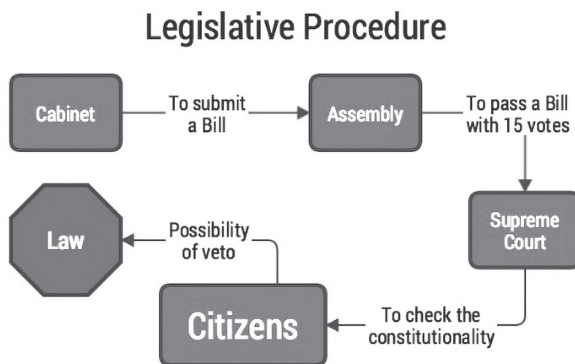 Legislative Procedure
Cabinet
To submit
a Bill
Assembly
To pass a Bill
with 15 votes
Supreme
Court
To check the
constitutionality
Citizens
Possibility
of veto
Law